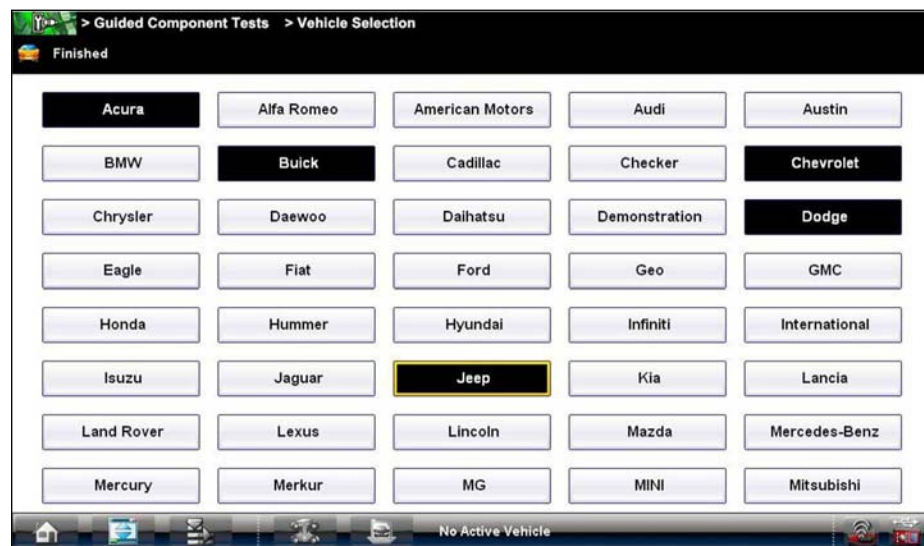 > Guided Component Tests > Vehicle Selection
Finished
Acura Alfa Romeo American Motors Audi Austin
BMW Buick Cadillac Checker Chevrolet
Chrysler Daewoo Daihatsu Demonstration Dodge
Eagle Fiat Ford Geo GMC
Honda Hummer Hyundai Infiniti International
Isuzu Jaguar Jeep Kia Lancia
Land Rover Lexus Lincoln Mazda Mercedes-Benz
Mercury Merkur MG MINI Mitsubishi
No Active Vehicle